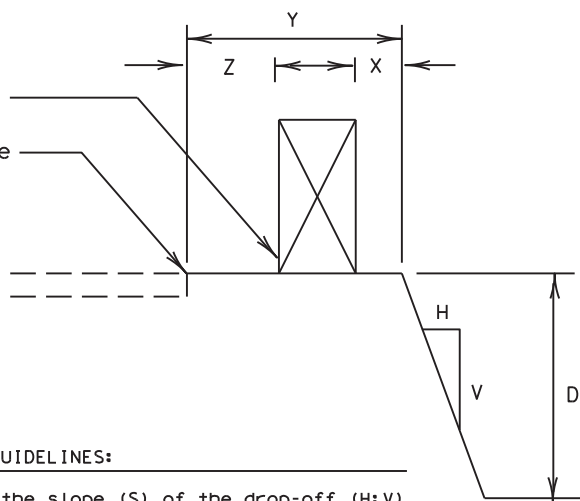 Y
Z X
e
H
V
D
UIDELINES:
the slope (S) of the drop-off (H:V)